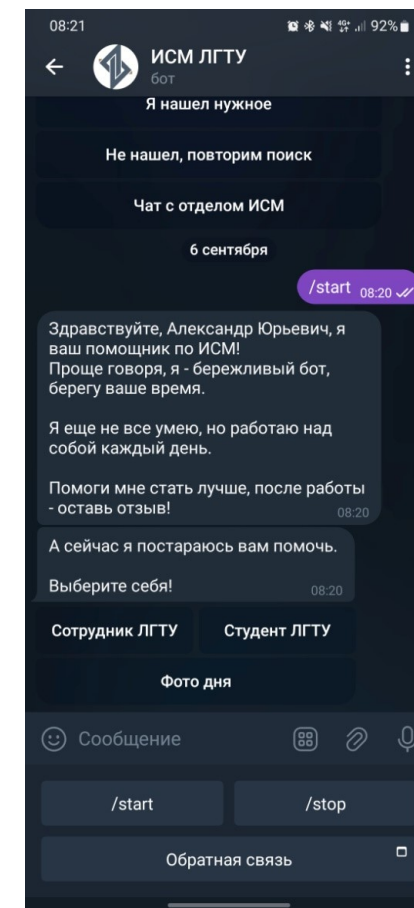 08:21
4G+
92%
ИСМ ЛГТУ
бот
Я нашел нужное
Не нашел, повторим поиск
Чат с отделом ИСМ
6 сентября
/start 08:20
Здравствуйте, Александр Юрьевич, я
ваш помощник по ИСМ!
Проще говоря, я - бережливый бот,
берегу ваше время.
Я еще не все умею, но работаю над
собой каждый день.
Помоги мне стать лучше, после работы
- оставь отзыв!
08:20
А сейчас я постараюсь вам помочь.
Выберите себя!
08:20
Сотрудник ЛГТУ
Студент ЛГТУ
Фото дня
Сообщение
/start
/stop
Обратная связь